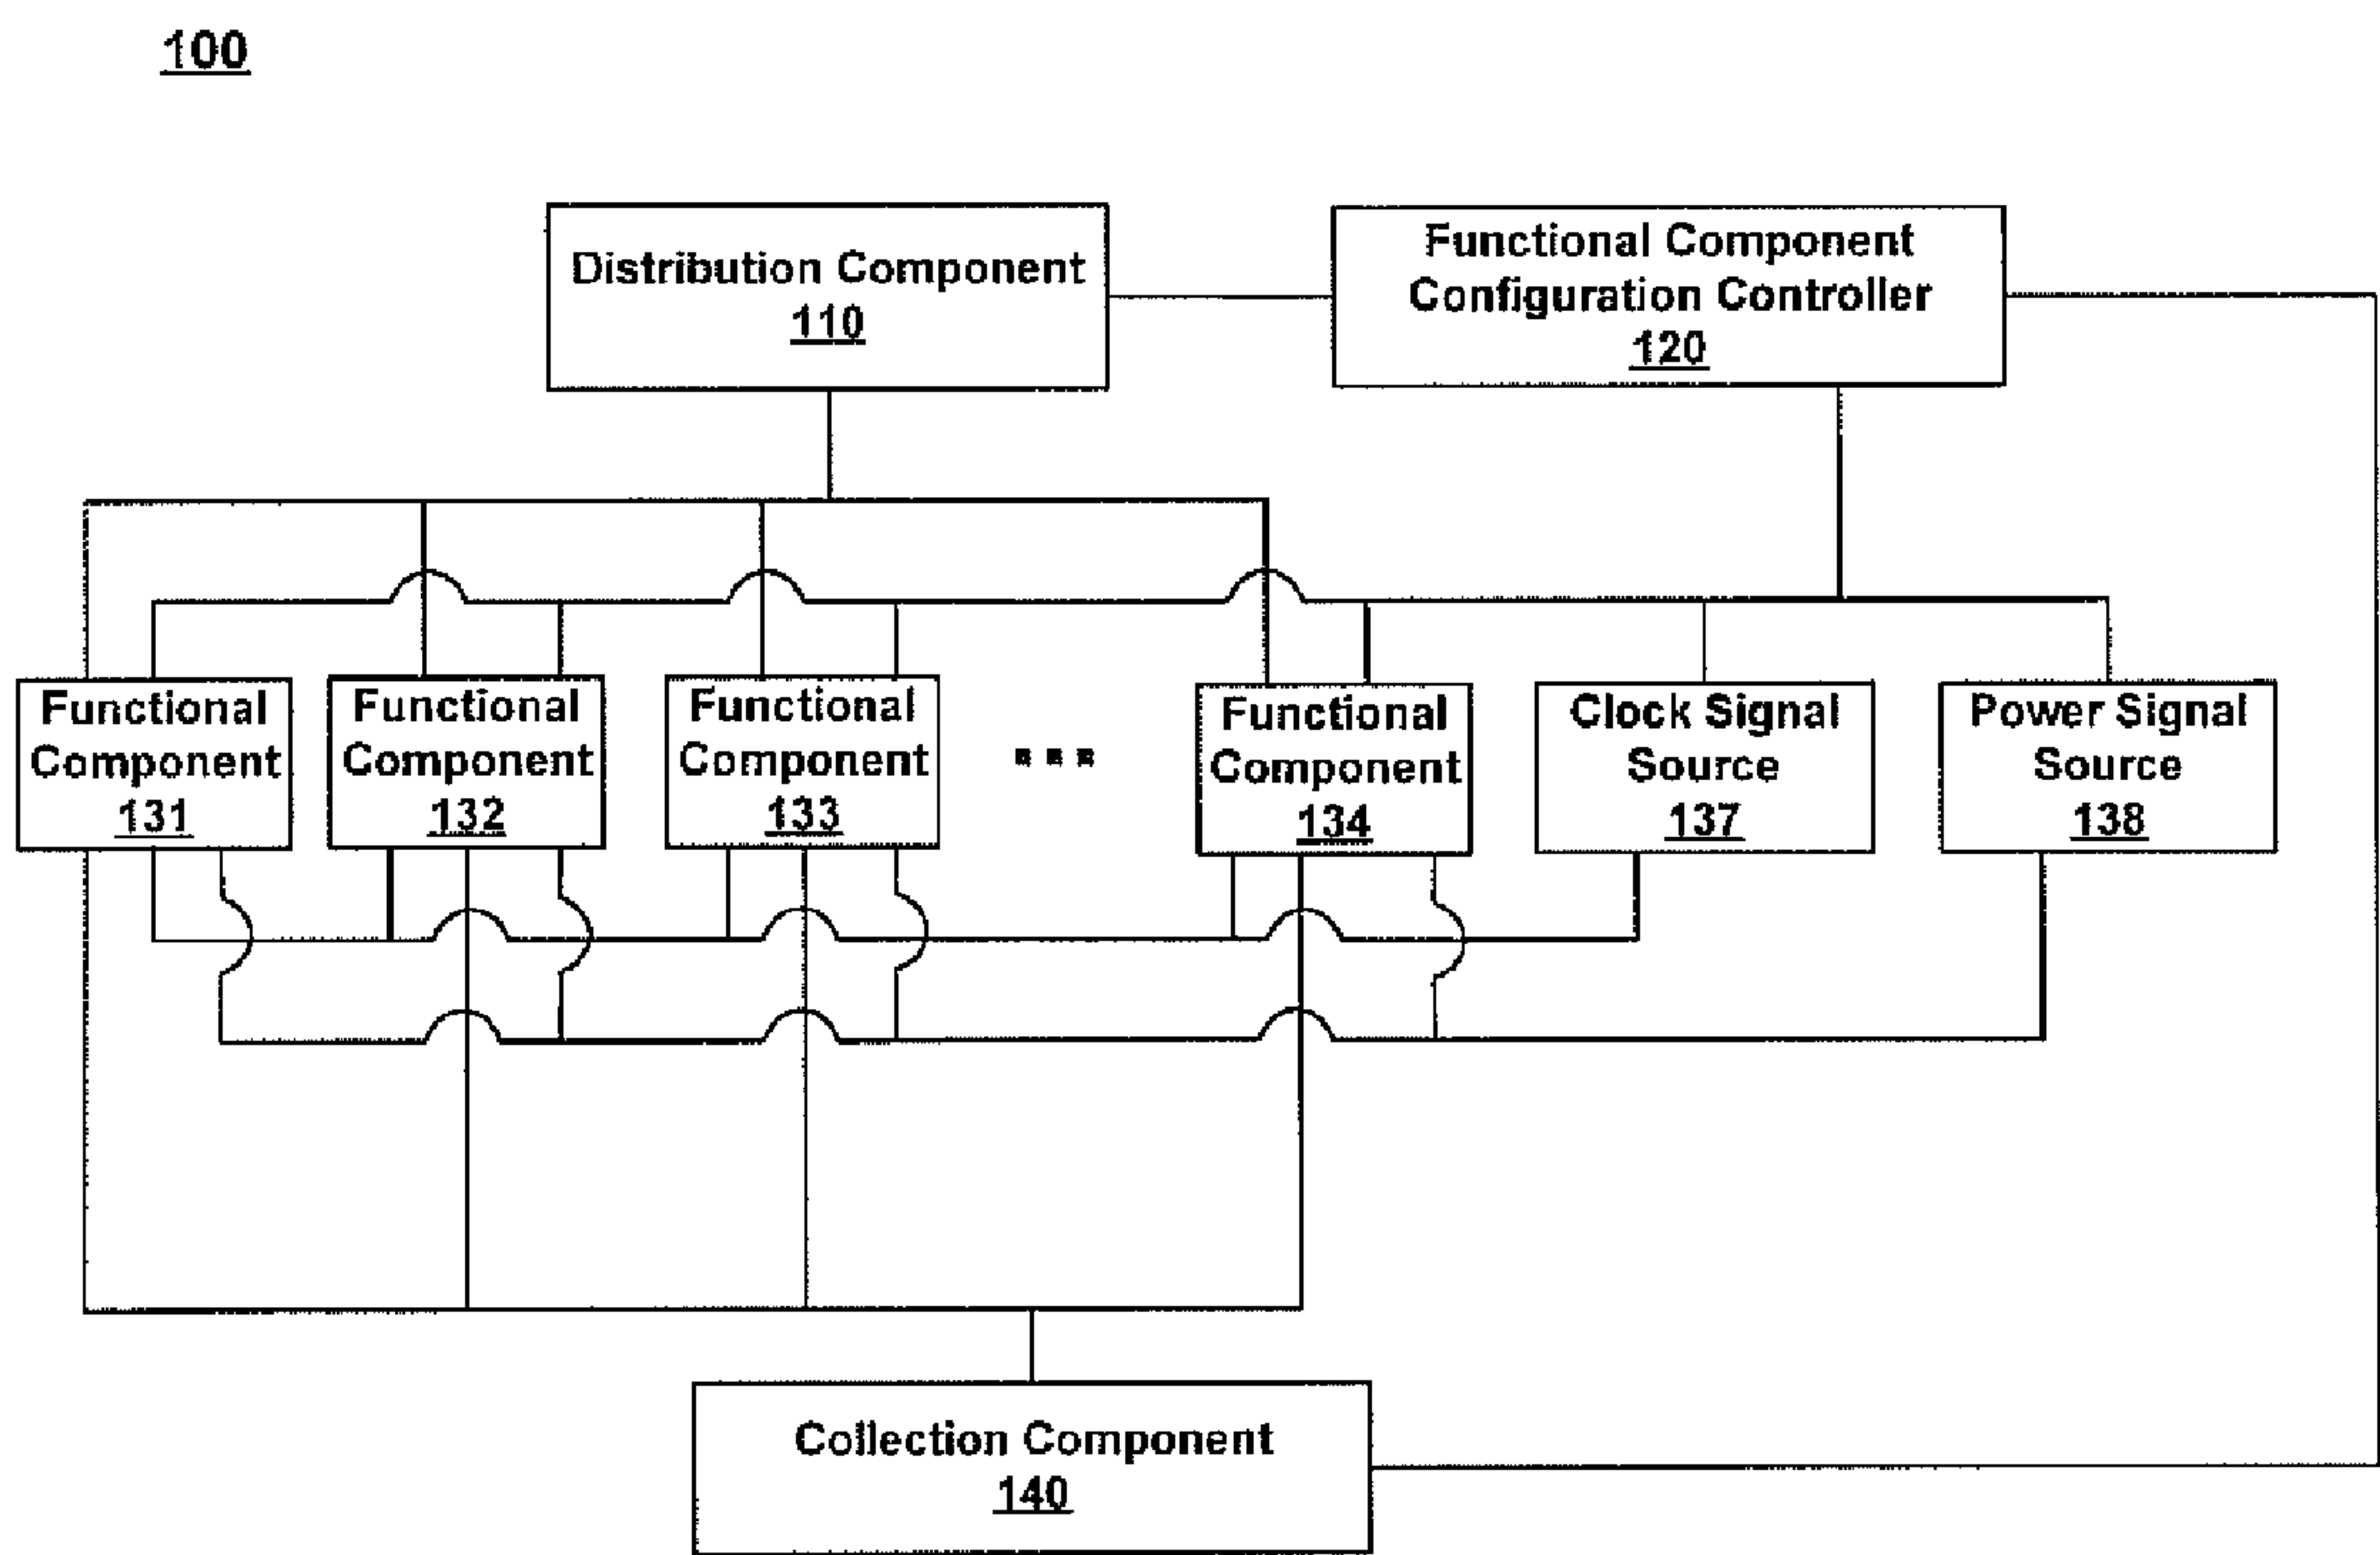 100
Distribution Component
110
Functional Component
Configuration Controller
120
Functional
Component
131
Functional
Component
132
Functional
Component
133
...
Functional
Component
134
Clock Signal
Source
137
Power Signal
Source
138
Collection Component
140